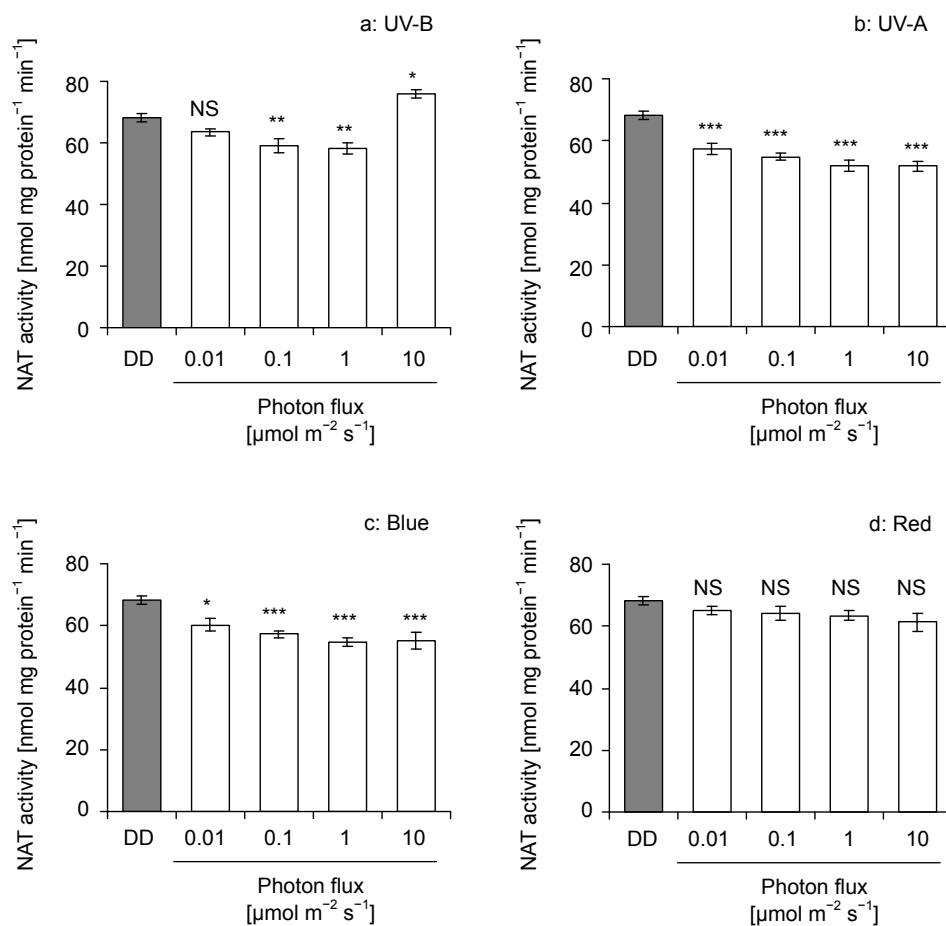 a: UV-B
NAT activity [nmol mg protein⁻¹ min⁻¹]
80
60
40
20
0
NS
**
**
*
DD
0.01
0.1
1
10
Photon flux
[µmol m⁻² s⁻¹]
b: UV-A
NAT activity [nmol mg protein⁻¹ min⁻¹]
80
60
40
20
0
***
***
***
***
DD
0.01
0.1
1
10
Photon flux
[µmol m⁻² s⁻¹]
c: Blue
NAT activity [nmol mg protein⁻¹ min⁻¹]
80
60
40
20
0
*
***
***
***
DD
0.01
0.1
1
10
Photon flux
[µmol m⁻² s⁻¹]
d: Red
NAT activity [nmol mg protein⁻¹ min⁻¹]
80
60
40
20
0
NS
NS
NS
NS
DD
0.01
0.1
1
10
Photon flux
[µmol m⁻² s⁻¹]